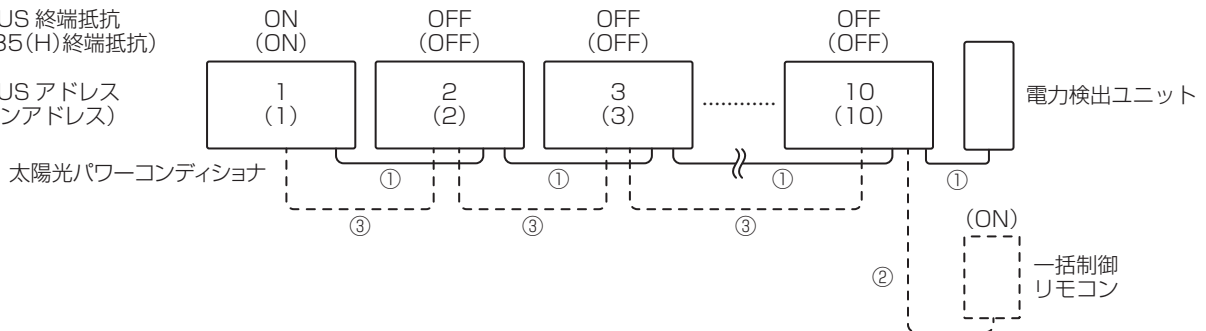 US 終端抵抗
85(H)終端抵抗)
ON
(ON)
OFF
(OFF)
OFF
(OFF)
OFF
(OFF)
US アドレス
ンアドレス)
1
(1)
2
(2)
3
(3)
…………
10
(10)
電力検出ユニット
太陽光パワーコンディショナ
①
①
①
①
③
③
③
②
(ON)
一括制御
リモコン